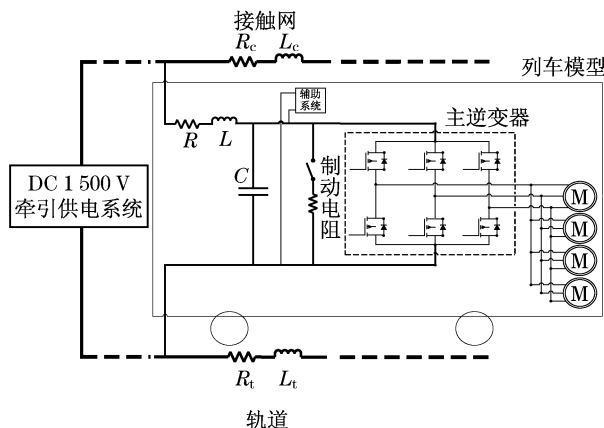 接触网
Rc Lc
列车模型
辅助
系统
主逆变器
R L
制动电阻
C
DC 1 500 V
牵引供电系统
M
M
M
M
Rt Lt
轨道